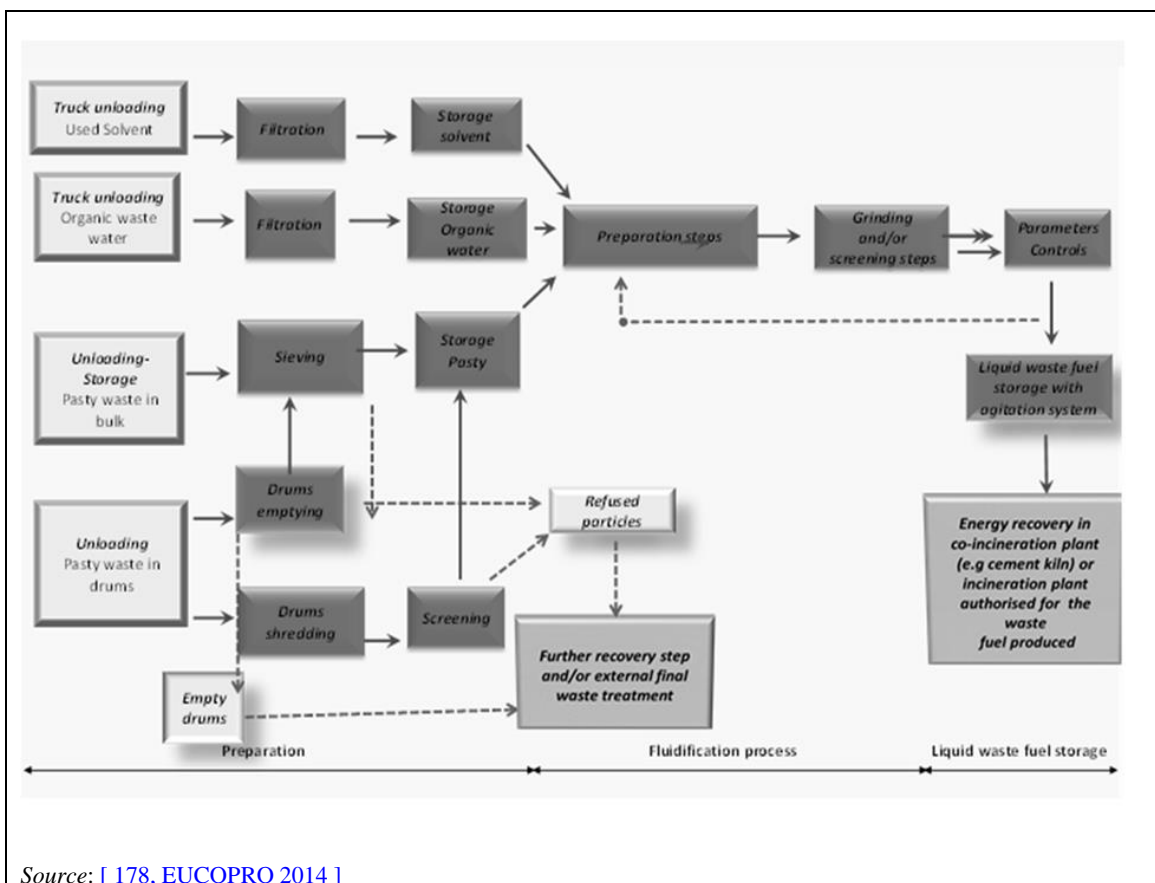 Truck unloading
Used Solvent
Filtration
Storage
solvent
Truck unloading
Organic waste
water
Filtration
Storage
Organic
water
Preparation steps
Grinding
and/or
screening steps
Parameters
Controls
Unloading-
Storage
Pasty waste in
bulk
Sieving
Storage
Pasty
Liquid waste fuel
storage with
agitation system
Unloading
Pasty waste in
drums
Drums
emptying
Refused
particles
Drums
shredding
Screening
Energy recovery in
co-incineration plant
(e.g cement kiln) or
incineration plant
authorised for the
waste
fuel produced
Further recovery step
and/or external final
waste treatment
Empty
drums
Preparation
Fluidification process
Liquid waste fuel storage
Source: [ 178, EUCOPRO 2014 ]